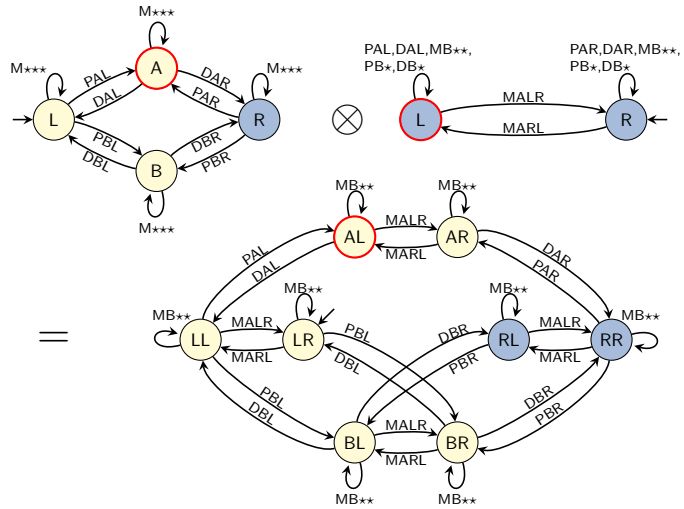 M⋆⋆⋆
M⋆⋆⋆ PAL A DAR M⋆⋆⋆
DAL PAR
L R
PBL DBR
DBL PBR
B
M⋆⋆⋆
⊗
PAL,DAL,MB⋆⋆,
PB⋆,DB⋆
PAR,DAR,MB⋆⋆,
PB⋆,DB⋆
L MALR R
MARL
=
MB⋆⋆ MB⋆⋆
AL MALR AR
MARL
PAL DAR
DAL PAR
MB⋆⋆ MB⋆⋆ MB⋆⋆ MB⋆⋆
LL MALR LR PBL DBR RL MALR RR
MARL DBL PBR MARL
PBL DBR
DBL PBR
BL MALR BR
MARL
MB⋆⋆ MB⋆⋆